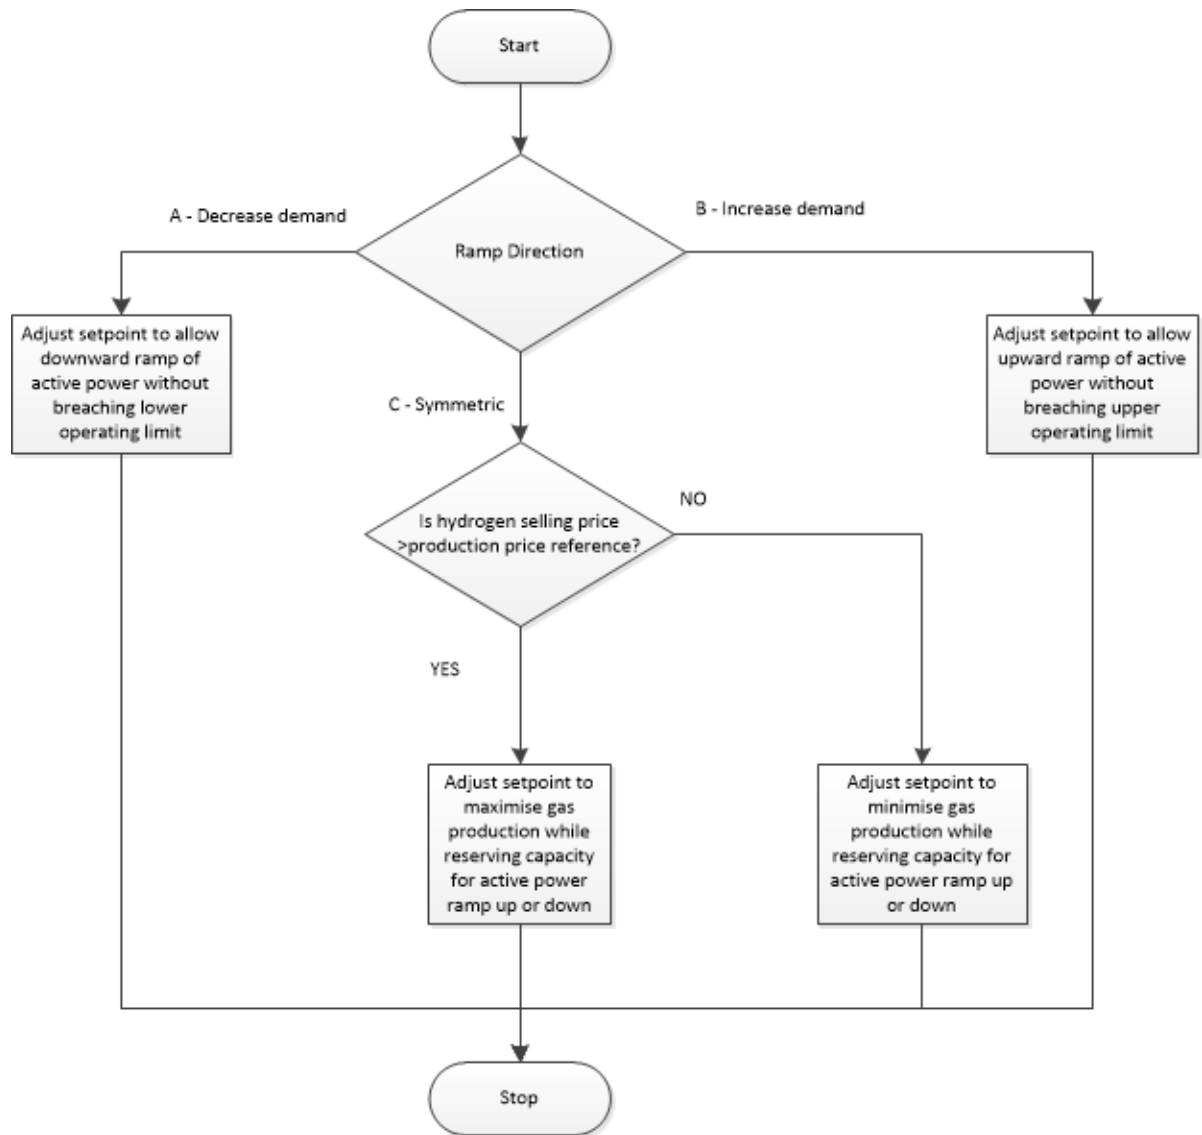 Start
A - Decrease demand
B - Increase demand
Ramp Direction
Adjust setpoint to allow
downward ramp of
active power without
breaching lower
operating limit
Adjust setpoint to allow
upward ramp of active
power without
breaching upper
operating limit
C - Symmetric
Is hydrogen selling price
>production price reference?
NO
YES
Adjust setpoint to
maximise gas
production while
reserving capacity
for active power
ramp up or down
Adjust setpoint to
minimise gas
production while
reserving capacity for
active power ramp up
or down
Stop